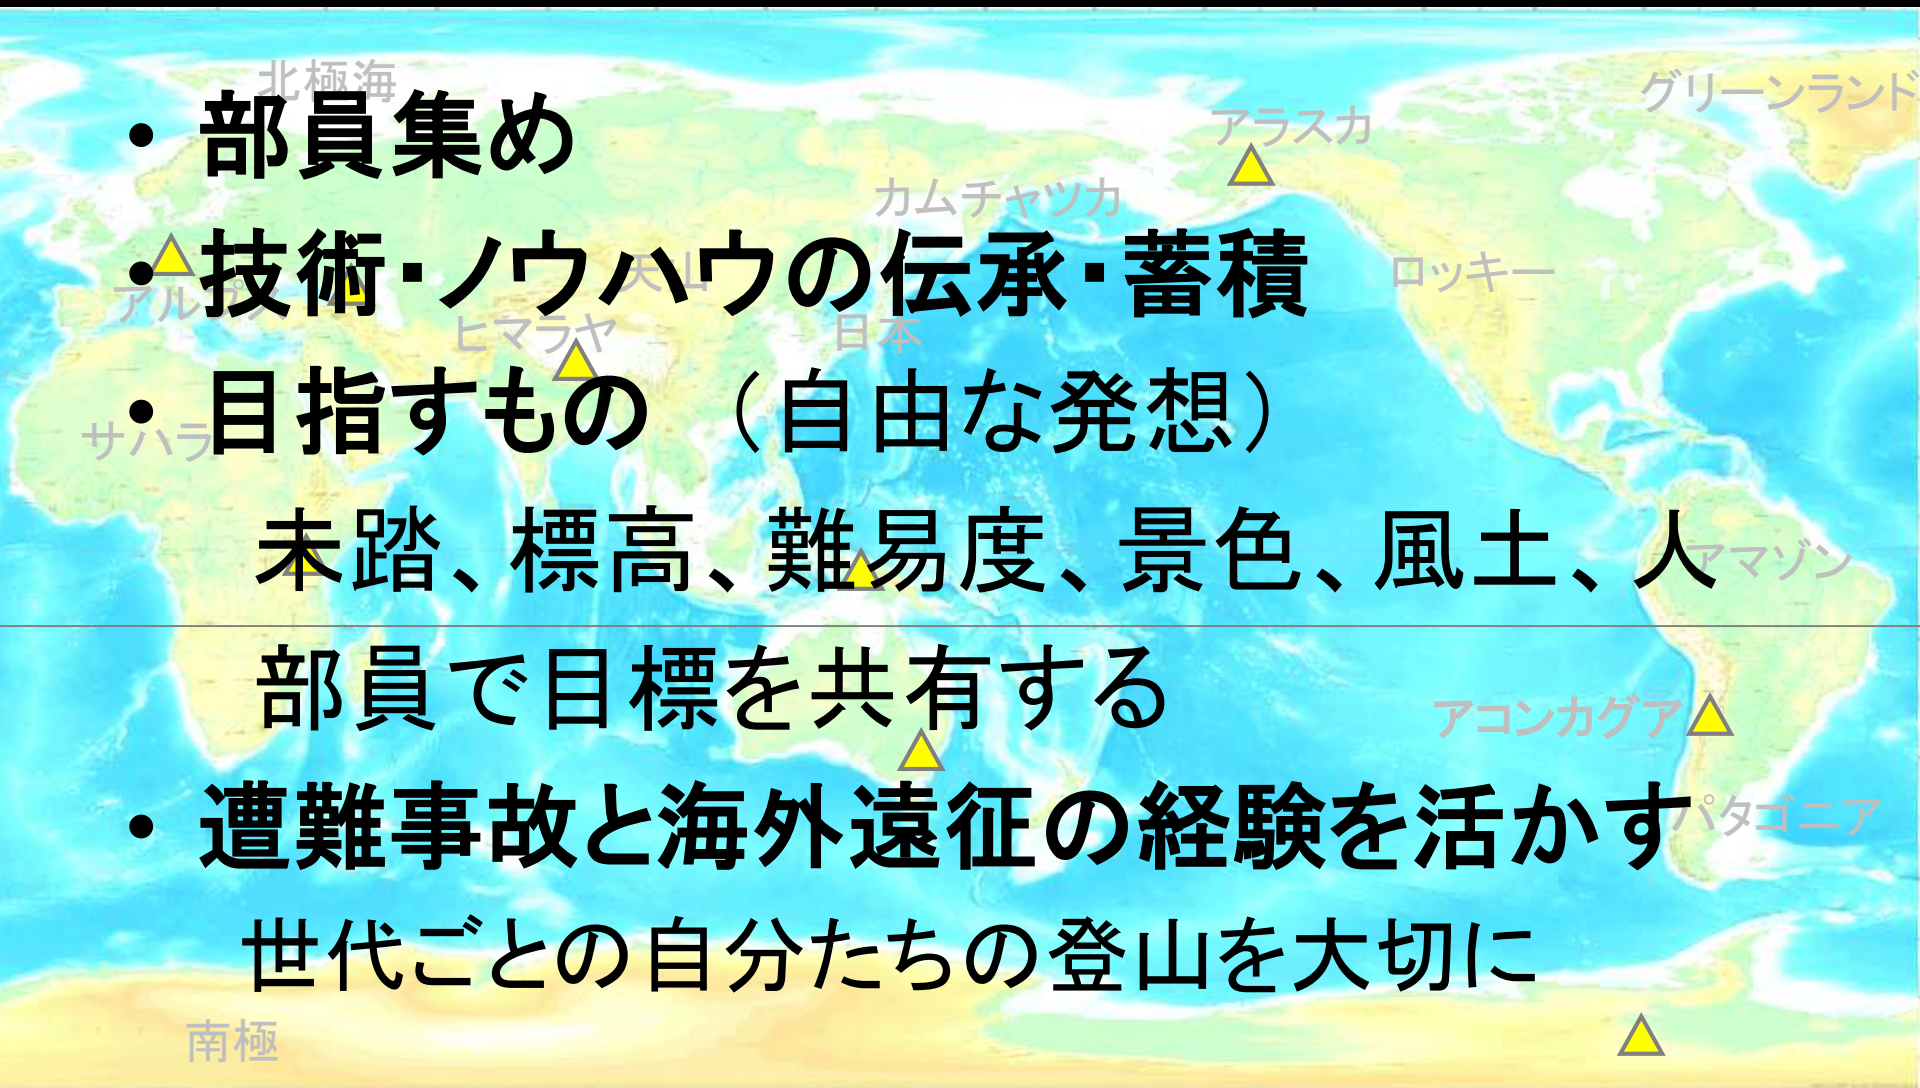 北極海
グリーンランド
アラスカ
• 部員集め
カムチャツカ
• 技術・ノウハウの伝承・蓄積
天山
ロッキー
アルプス
ヒマラヤ
日本
• 目指すもの （自由な発想）
サハラ
未踏、標高、難易度、景色、風土、人
アマゾン
部員で目標を共有する
アコンカグア
• 遭難事故と海外遠征の経験を活かす
パタゴニア
世代ごとの自分たちの登山を大切に
南極